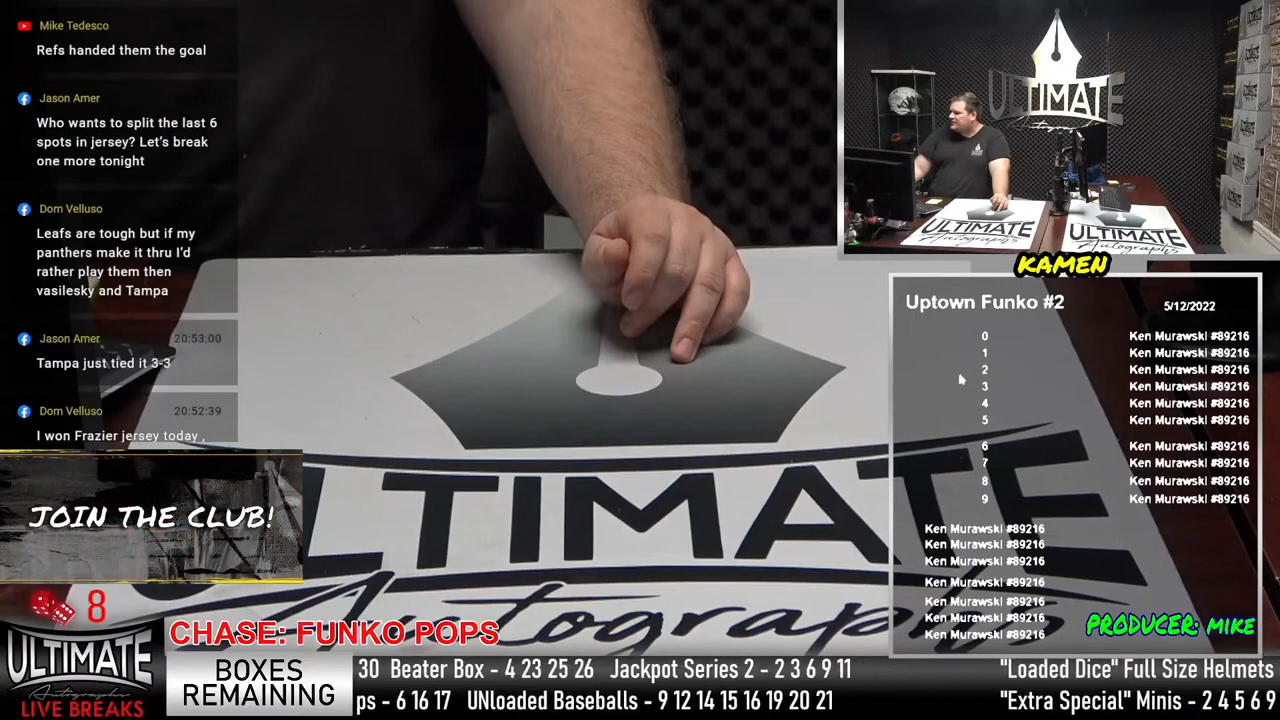 Mike Tedesco
Refs handed them the goal
Jason Amer
Who wants to split the last 6
spots in jersey? Let's break
one more tonight
Dom Velluso
Leafs are tough but if my
panthers make it thru I'd
rather play them then
vasilesky and Tampa
Jason Amer 20:53:00
Tampa just tied it 3-3
Dom Velluso 20:52:39
I won Frazier jersey today ,
JOIN THE CLUB!
8
ULTIMATE
Autographs
LIVE BREAKS
CHASE: FUNKO POPS
BOXES
REMAINING
30 Beater Box - 4 23 25 26 Jackpot Series 2 - 2 3 6 9 11
"Loaded Dice" Full Size Helmets
ps - 6 16 17 UNloaded Baseballs - 9 12 14 15 16 19 20 21
"Extra Special" Minis - 2 4 5 6 9
ULTIMATE
Autographs
ULTIMATE
ULTIMATE
Autographs
ULTIMATE
Autographs
KAMEN
Uptown Funko #2 5/12/2022
0 Ken Murawski #89216
1 Ken Murawski #89216
2 Ken Murawski #89216
3 Ken Murawski #89216
4 Ken Murawski #89216
5 Ken Murawski #89216
6 Ken Murawski #89216
7 Ken Murawski #89216
8 Ken Murawski #89216
9 Ken Murawski #89216
Ken Murawski #89216
Ken Murawski #89216
Ken Murawski #89216
Ken Murawski #89216
Ken Murawski #89216
Ken Murawski #89216
Ken Murawski #89216
PRODUCER: MIKE